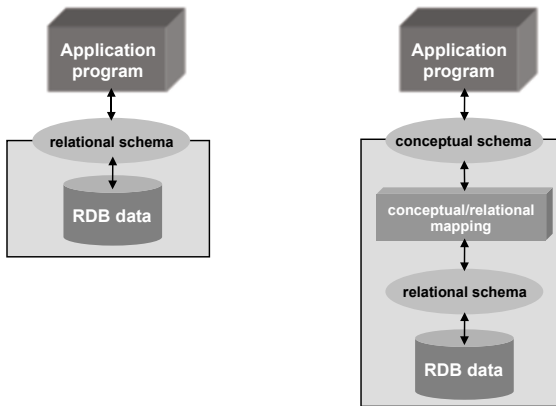 Application
program
relational schema
RDB data
Application
program
conceptual schema
conceptual/relational
mapping
relational schema
RDB data